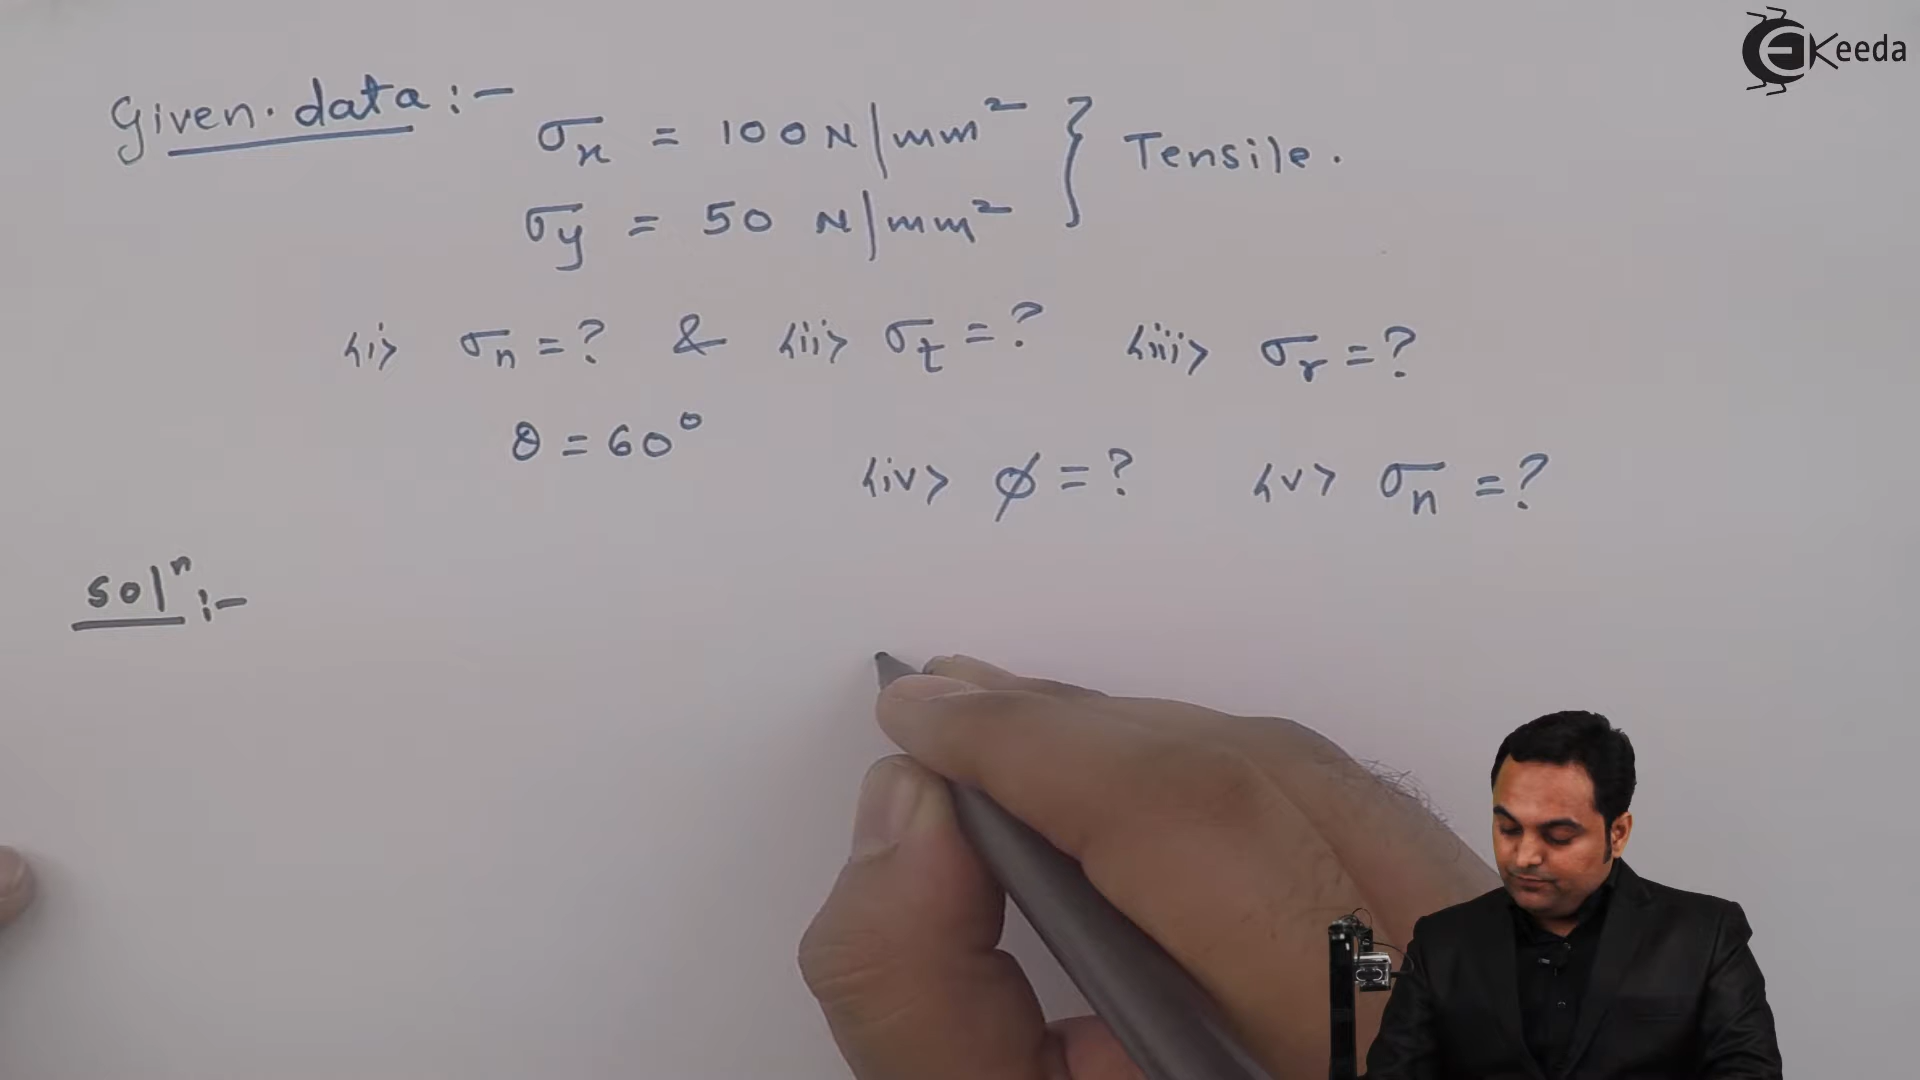 EKeeda
Given data :-
σx = 100 N/mm² } Tensile.
σy = 50 N/mm²
<i> σn = ? & <ii> σt = ? <iii> σr = ?
θ = 60°
<iv> ϕ = ? <v> σn = ?
solⁿ :-